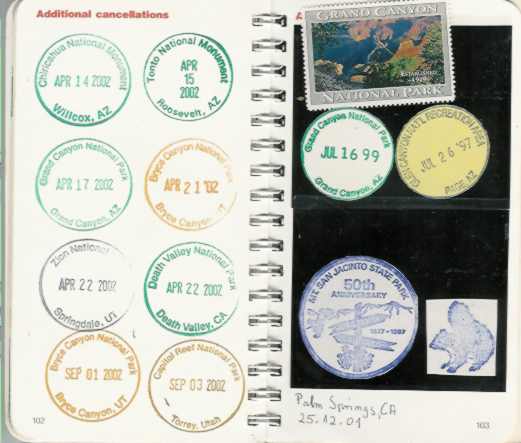 Additional cancellations
Chiricahua National Monument
APR 14 2002
Willcox, AZ
Tonto National Monument
APR
15
2002
Roosevelt, AZ
Grand Canyon National Park
APR 17 2002
Grand Canyon, AZ
Bryce Canyon National Park
APR 21 '02
Bryce Canyon, UT
Zion National
APR 22 2002
Springdale, UT
Death Valley National Park
APR 22 2002
Death Valley, CA
Bryce Canyon National Park
SEP 01 2002
Bryce Canyon, UT
Capitol Reef National Park
SEP 03 2002
Torrey, Utah
102
GRAND CANYON
ESTABLISHED
1919
NATIONAL PARK
Grand Canyon National Park
JUL 16 99
Grand Canyon, AZ
GLEN CANYON NAT'L RECREATION AREA
JUL 26 '97
PAGE AZ
MT. SAN JACINTO STATE PARK
50th
ANNIVERSARY
1937-1987
Palm Springs, CA
25.12.01
103